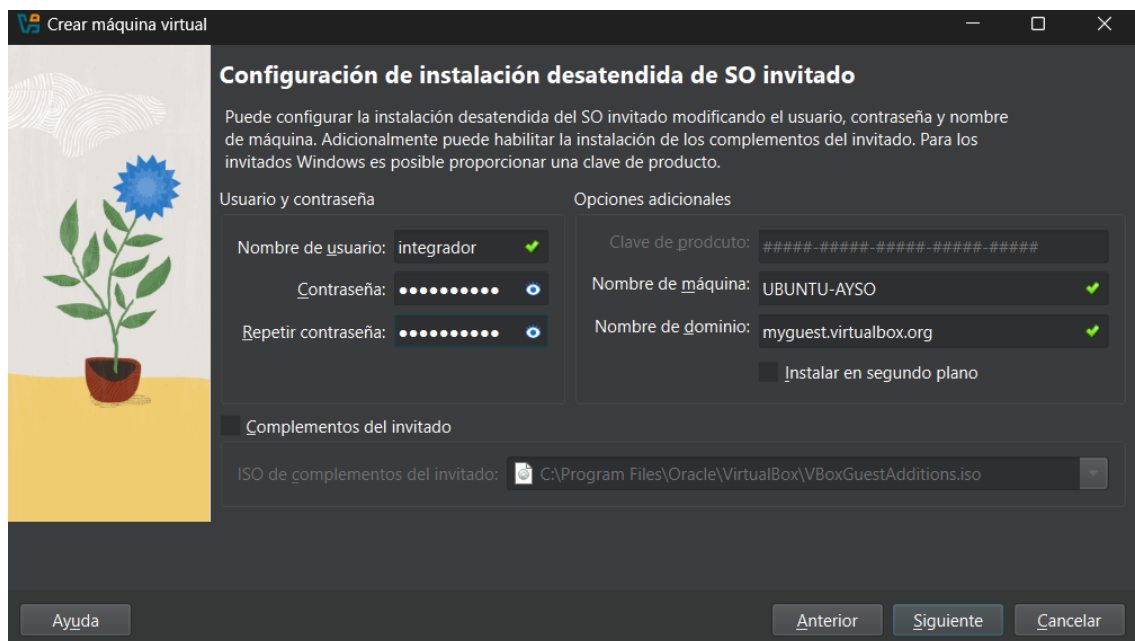 Crear máquina virtual
Configuración de instalación desatendida de SO invitado
Puede configurar la instalación desatendida del SO invitado modificando el usuario, contraseña y nombre
de máquina. Adicionalmente puede habilitar la instalación de los complementos del invitado. Para los
invitados Windows es posible proporcionar una clave de producto.
Usuario y contraseña
Nombre de usuario: integrador
Contraseña: ●●●●●●●●●●
Repetir contraseña: ●●●●●●●●●●
Opciones adicionales
Clave de prodcuto: #####-#####-#####-#####-#####
Nombre de máquina: UBUNTU-AYSO
Nombre de dominio: myguest.virtualbox.org
Instalar en segundo plano
Complementos del invitado
ISO de complementos del invitado: C:\Program Files\Oracle\VirtualBox\VBoxGuestAdditions.iso
Ayuda
Anterior
Siguiente
Cancelar